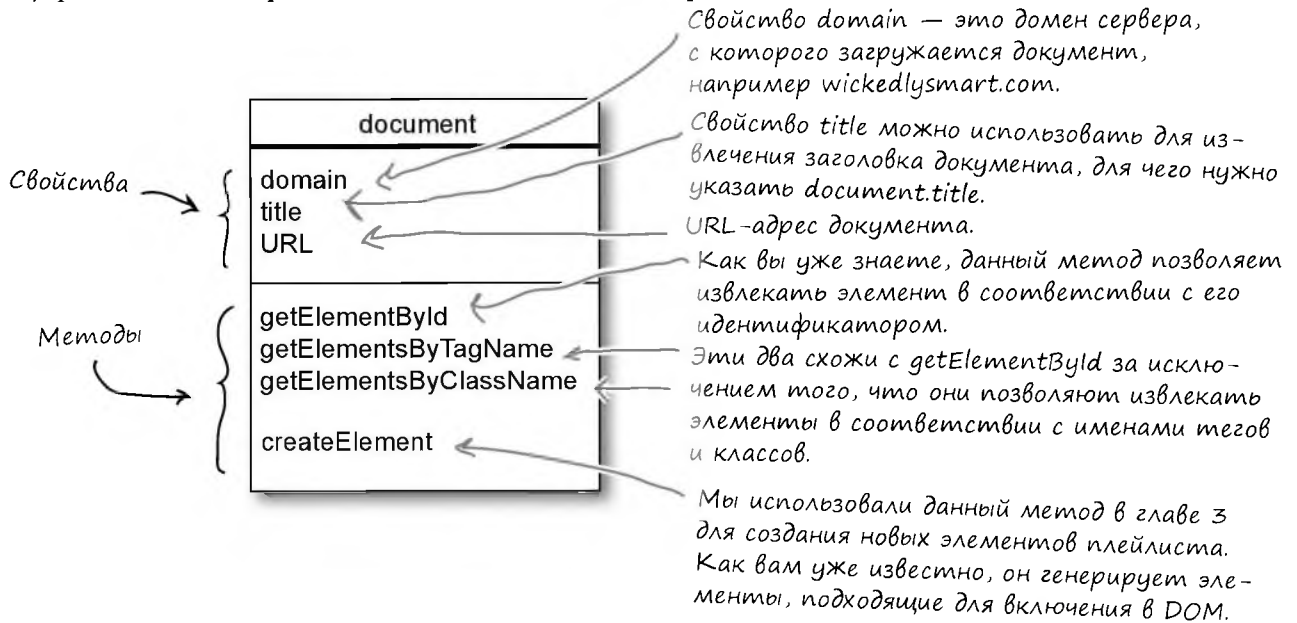 Свойство domain — это домен сервера,
с которого загружается документ,
например wickedlysmart.com.
document
Свойство title можно использовать для из-
влечения заголовка документа, для чего нужно
указать document.title.
Свойства
domain
title
URL
URL-адрес документа.
Как вы уже знаете, данный метод позволяет
извлекать элемент в соответствии с его
идентификатором.
Методы
getElementById
getElementsByTagName
getElementsByClassName
createElement
Эти два схожи с getElementById за исклю-
чением того, что они позволяют извлекать
элементы в соответствии с именами тегов
и классов.
Мы использовали данный метод в главе 3
для создания новых элементов плейлиста.
Как вам уже известно, он генерирует эле-
менты, подходящие для включения в DOM.